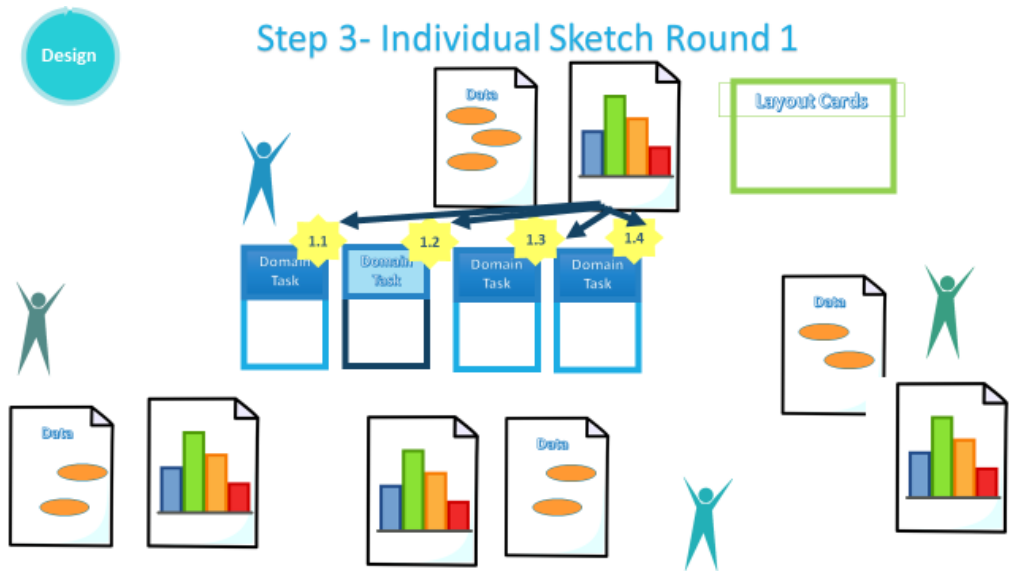 Design
Step 3- Individual Sketch Round 1
Data
Layout Cards
1.1
1.2
1.3
1.4
Domain
Task
Domain
Task
Domain
Task
Domain
Task
Data
Data
Data